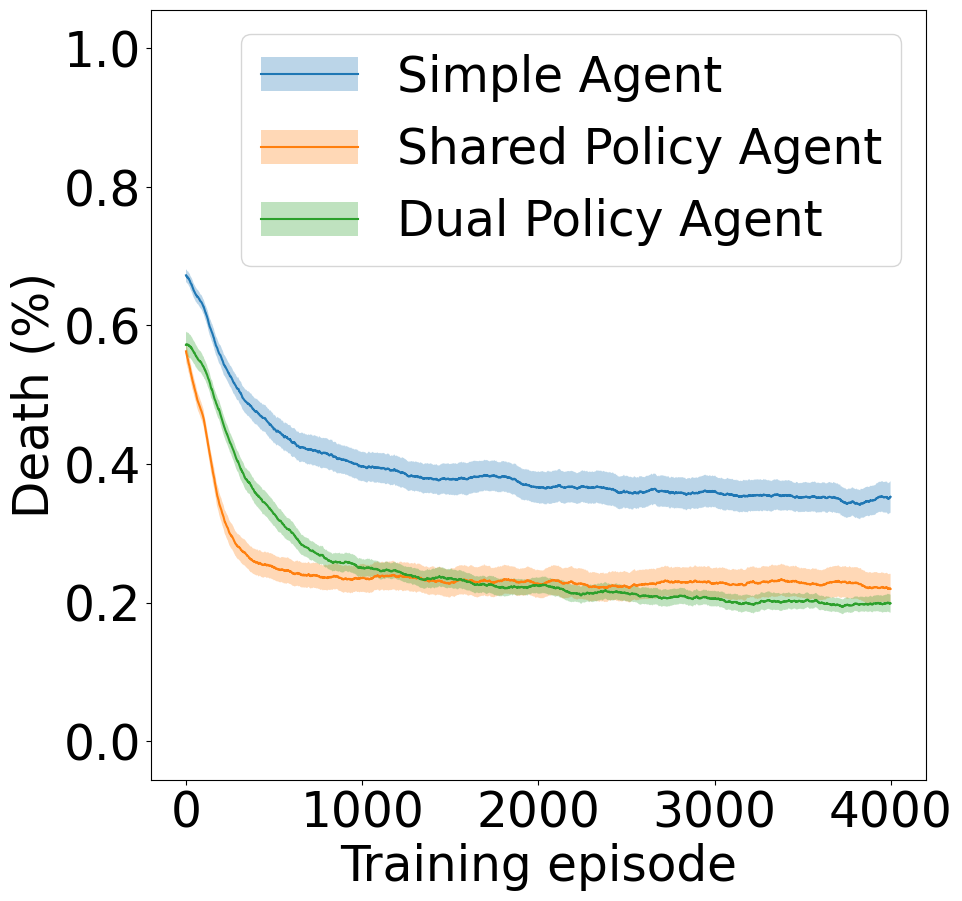 Death (%)
1.0
0.8
0.6
0.4
0.2
0.0
Simple Agent
Shared Policy Agent
Dual Policy Agent
0 1000 2000 3000 4000
Training episode